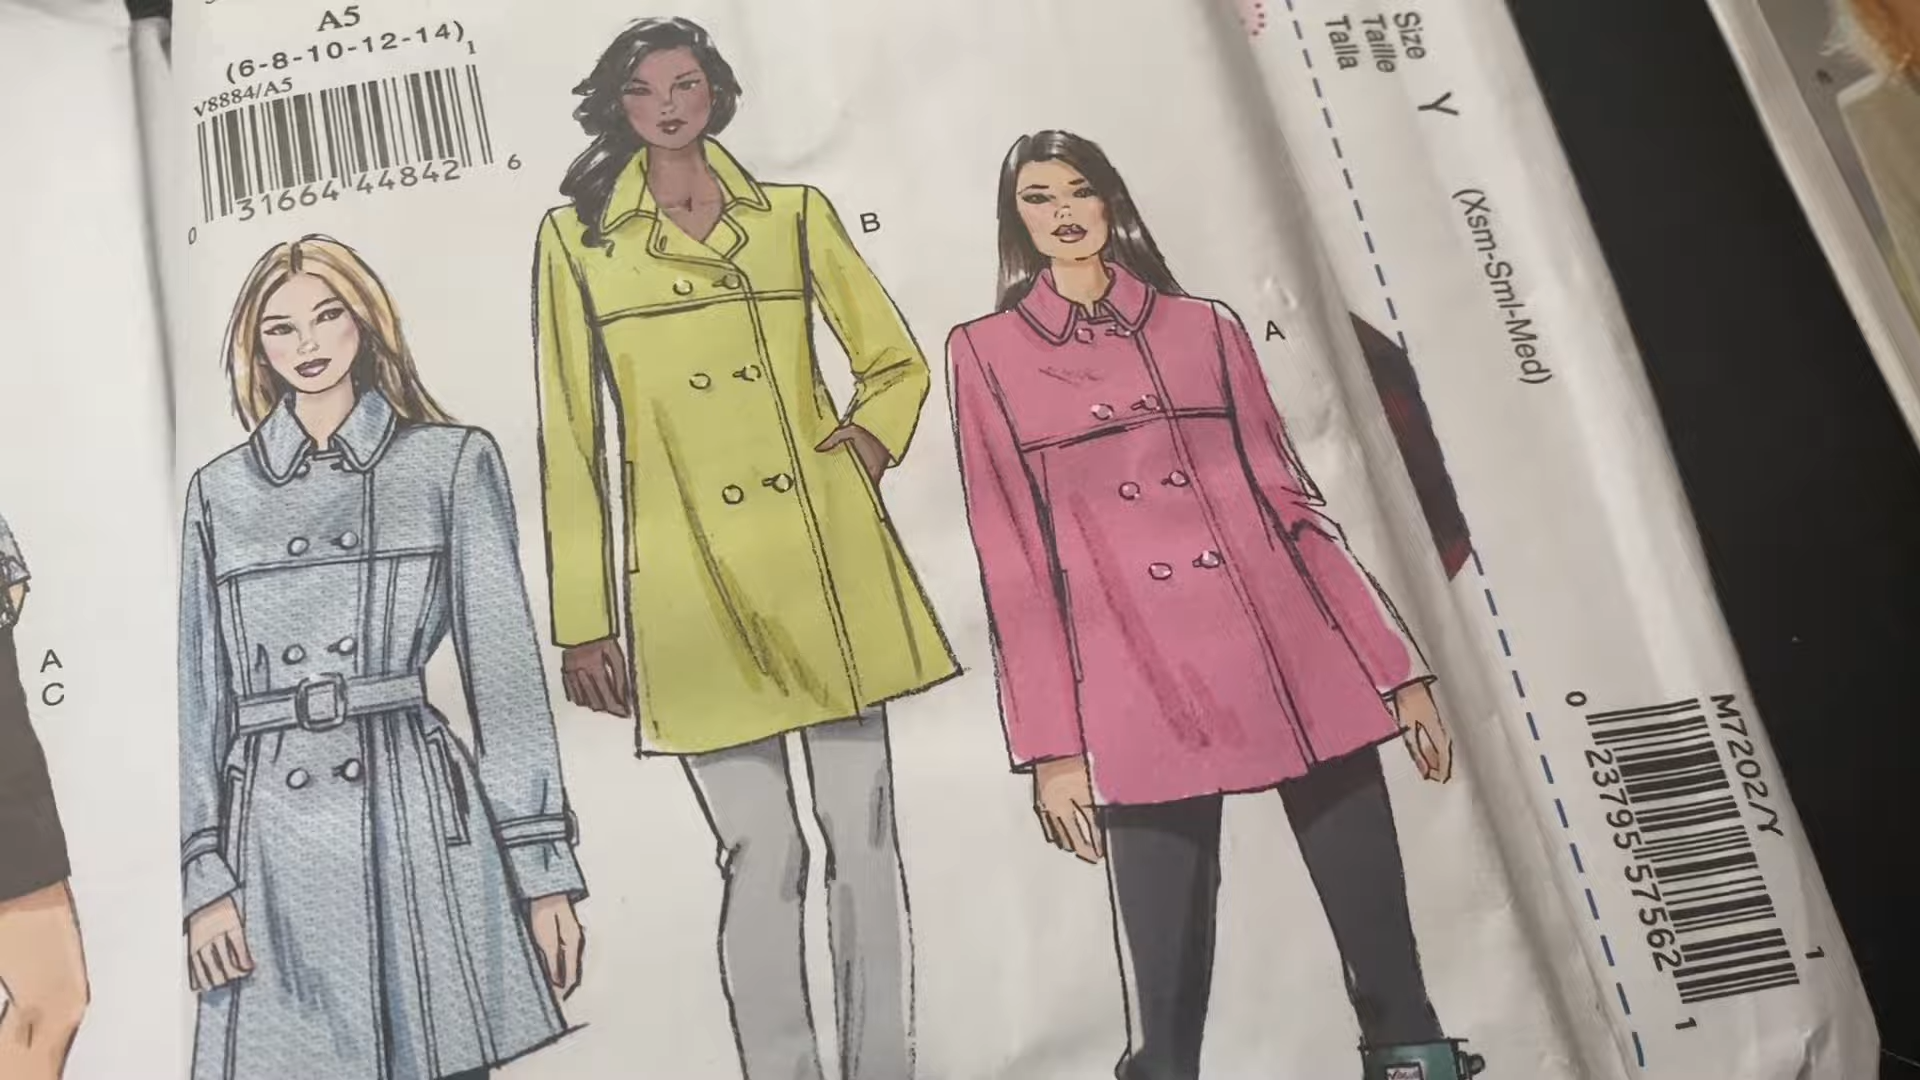 A5
(6-8-10-12-14)
V8884/A5
1
0 31664 44842 6
B
A
A
C
Size
Taille
Talla
Y
(Xsm-Sml-Med)
M7202/Y
0 23795 57562 1
1